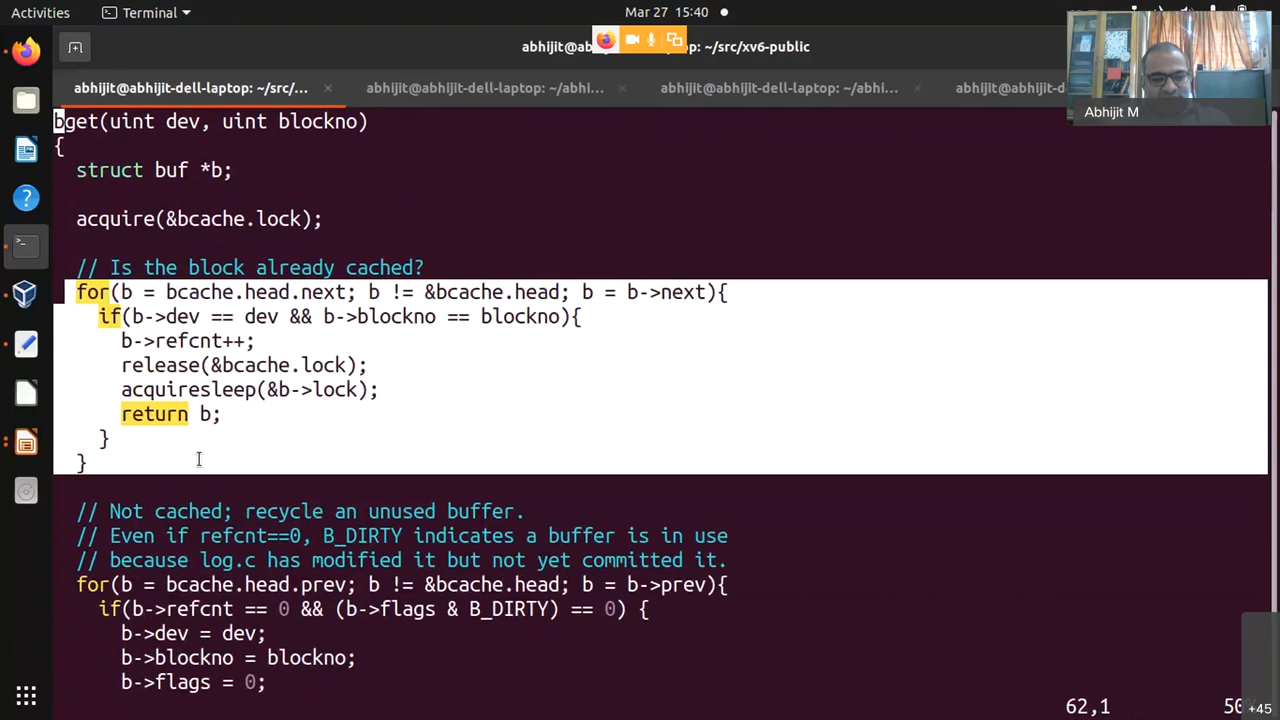 Activities
Terminal
Mar 27 15:40
abhijit@ab
top: ~/src/xv6-public
abhijit@abhijit-dell-laptop: ~/src/...
abhijit@abhijit-dell-laptop: ~/abhi...
abhijit@abhijit-dell-laptop: ~/abhi...
abhijit@abhijit-dell-l
Abhijit M
bget(uint dev, uint blockno)
{
struct buf *b;
acquire(&bcache.lock);
// Is the block already cached?
for(b = bcache.head.next; b != &bcache.head; b = b->next){
if(b->dev == dev && b->blockno == blockno){
b->refcnt++;
release(&bcache.lock);
acquiresleep(&b->lock);
return b;
}
}
// Not cached; recycle an unused buffer.
// Even if refcnt==0, B_DIRTY indicates a buffer is in use
// because log.c has modified it but not yet committed it.
for(b = bcache.head.prev; b != &bcache.head; b = b->prev){
if(b->refcnt == 0 && (b->flags & B_DIRTY) == 0) {
b->dev = dev;
b->blockno = blockno;
b->flags = 0;
62,1
50
+45